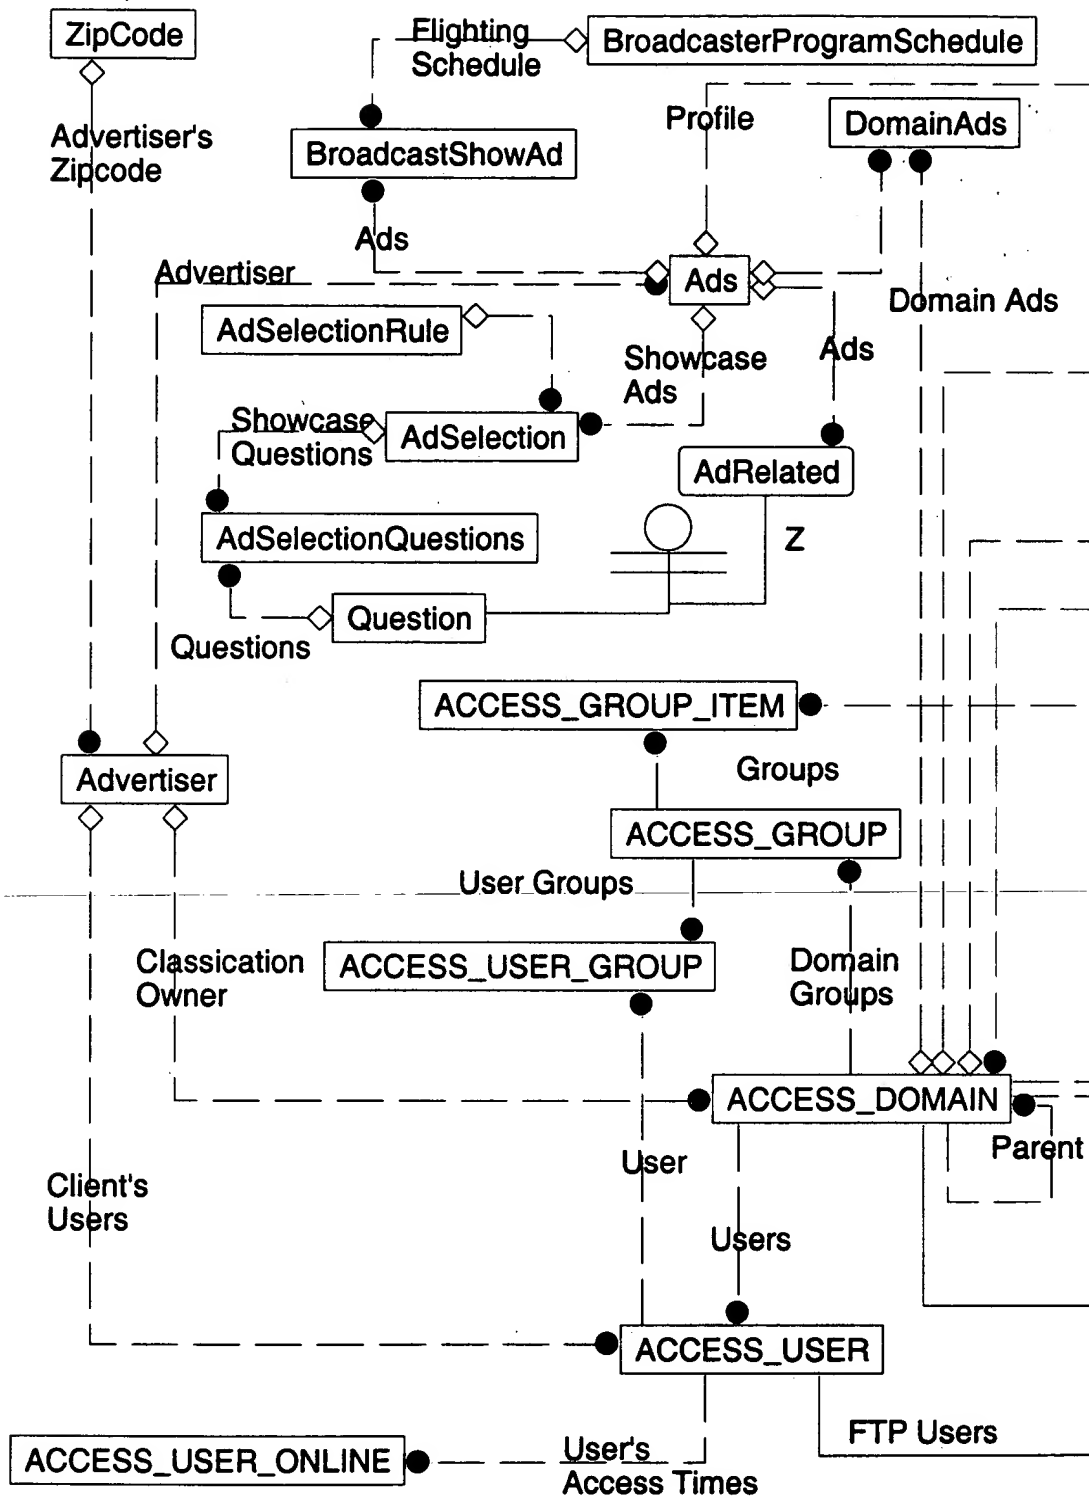 ZipCode
Flighting
Schedule
BroadcasterProgramSchedule
Advertiser's
Zipcode
BroadcastShowAd
Profile
DomainAds
Ads
Advertiser
Ads
Domain Ads
AdSelectionRule
Showcase
Ads
Ads
Showcase
Questions
AdSelection
AdRelated
AdSelectionQuestions
Z
Question
Questions
ACCESS_GROUP_ITEM
Groups
Advertiser
ACCESS_GROUP
User Groups
Classication
Owner
ACCESS_USER_GROUP
Domain
Groups
ACCESS_DOMAIN
Parent
User
Client's
Users
Users
ACCESS_USER
FTP Users
ACCESS_USER_ONLINE
User's
Access Times